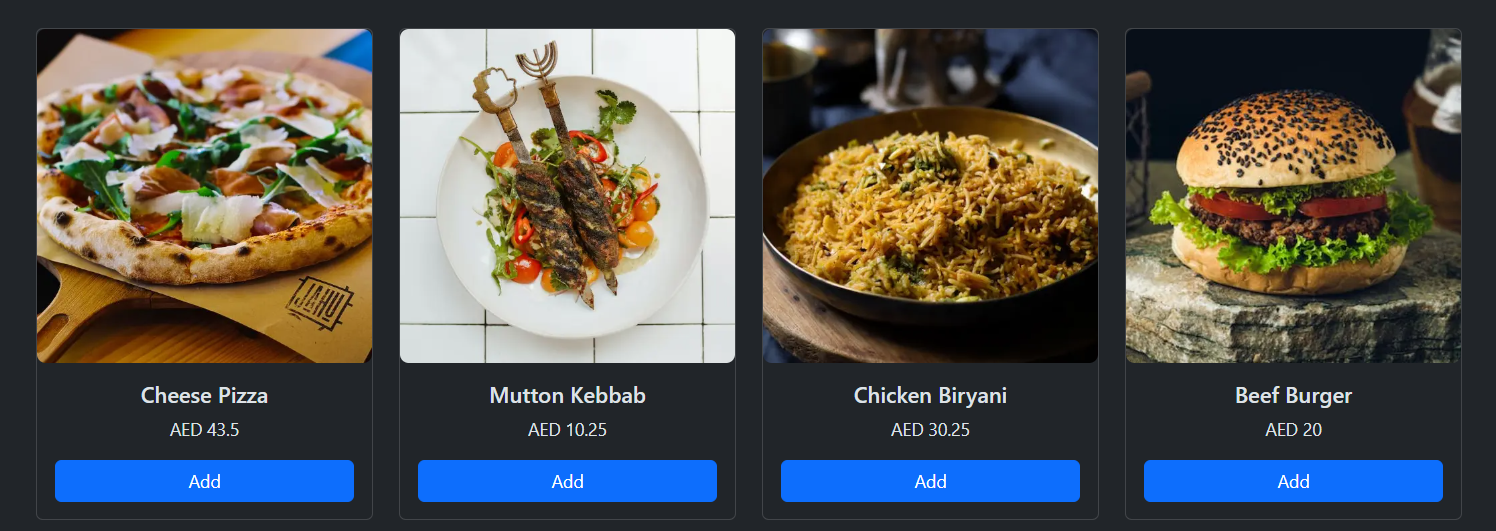 Cheese Pizza
AED 43.5
Add
Mutton Kebbab
AED 10.25
Add
Chicken Biryani
AED 30.25
Add
Beef Burger
AED 20
Add